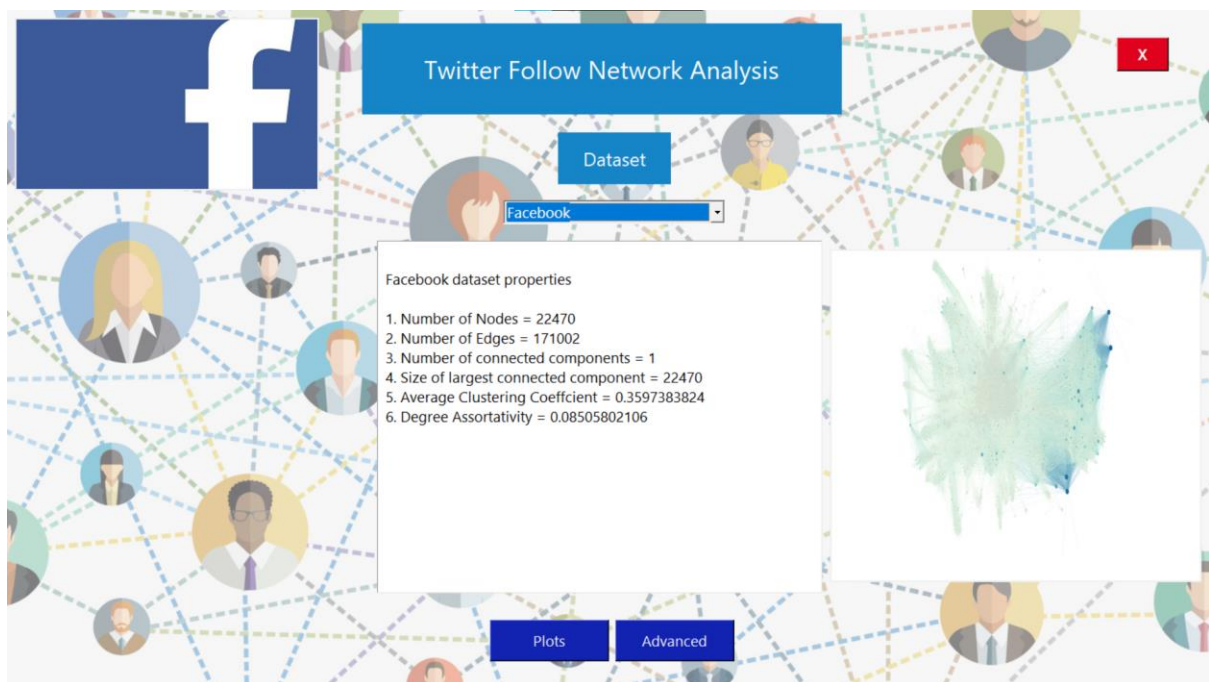 f
Twitter Follow Network Analysis
X
Dataset
Facebook
Facebook dataset properties
1. Number of Nodes = 22470
2. Number of Edges = 171002
3. Number of connected components = 1
4. Size of largest connected component = 22470
5. Average Clustering Coeffcient = 0.3597383824
6. Degree Assortativity = 0.08505802106
Plots
Advanced